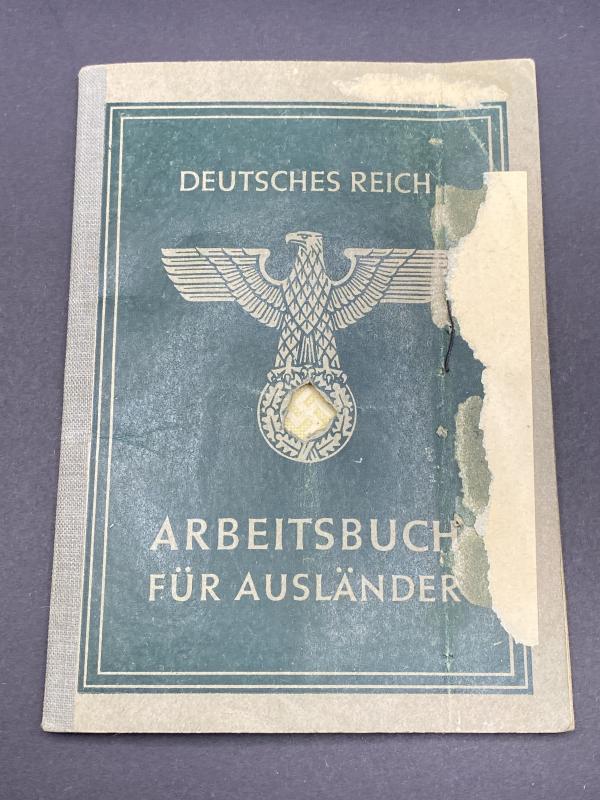 DEUTSCHES REICH
ARBEITSBUCH
FÜR AUSLÄNDER